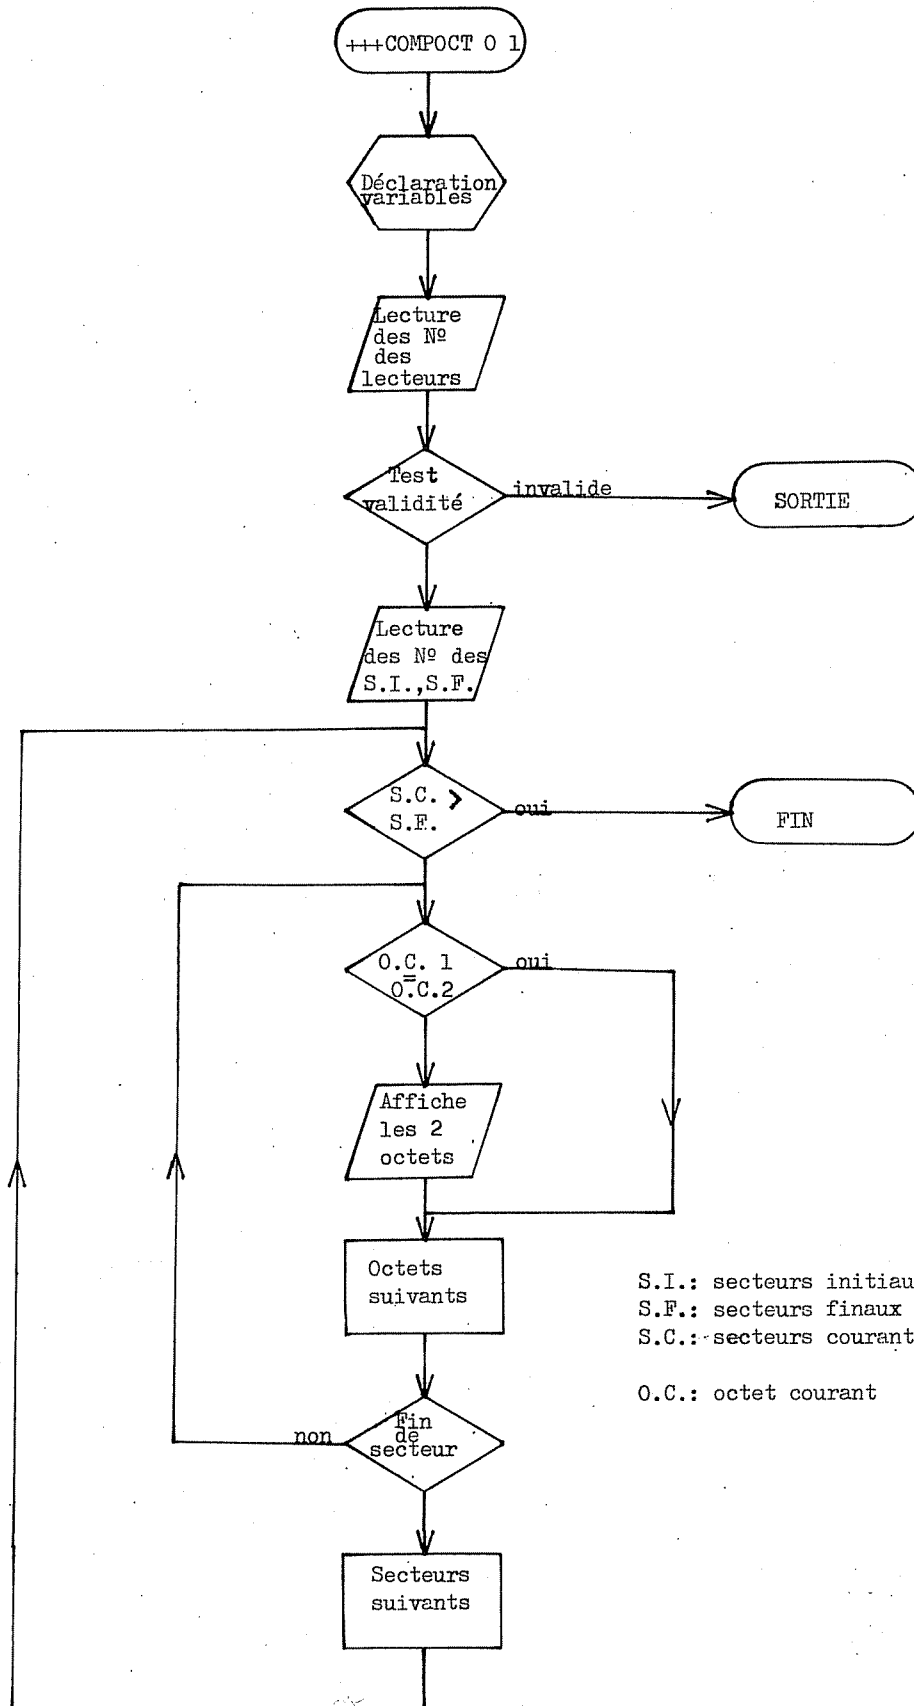 +++COMPOCT 0 1
Déclaration
variables
Lecture
des Nº
des
lecteurs
Test
validité
invalide
SORTIE
Lecture
des Nº des
S.I.,S.F.
S.C. >
S.F.
oui
FIN
O.C. 1
=
O.C.2
oui
Affiche
les 2
octets
Octets
suivants
S.I.: secteurs initiau
S.F.: secteurs finaux
S.C.: secteurs courant
O.C.: octet courant
Fin
de
secteur
non
Secteurs
suivants